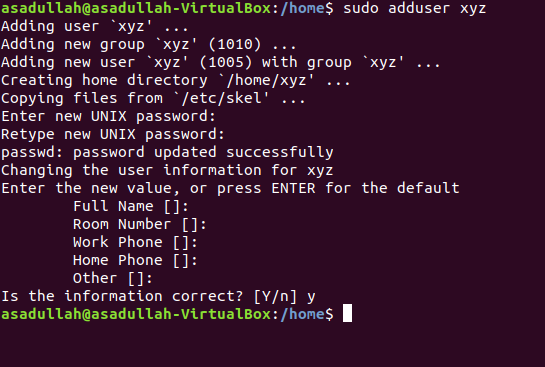 asadullah@asadullah-VirtualBox:/home$ sudo adduser xyz
Adding user `xyz' ...
Adding new group `xyz' (1010) ...
Adding new user `xyz' (1005) with group `xyz' ...
Creating home directory `/home/xyz' ...
Copying files from `/etc/skel' ...
Enter new UNIX password:
Retype new UNIX password:
passwd: password updated successfully
Changing the user information for xyz
Enter the new value, or press ENTER for the default
        Full Name []:
        Room Number []:
        Work Phone []:
        Home Phone []:
        Other []:
Is the information correct? [Y/n] y
asadullah@asadullah-VirtualBox:/home$